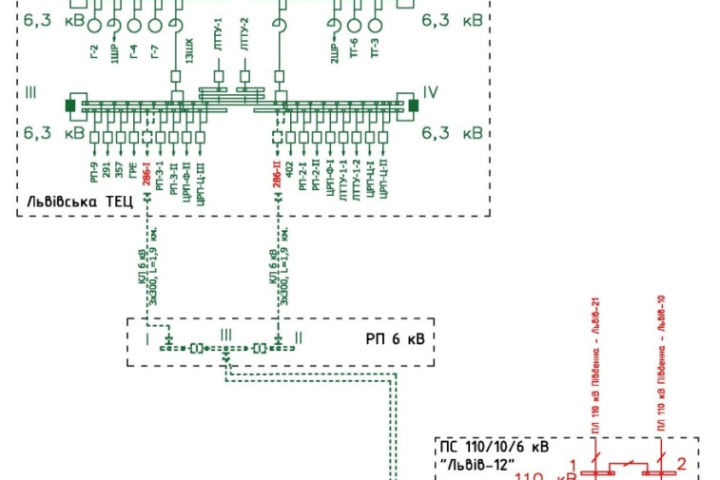 6,3 кВ
6,3 кВ
Г-2
1ШР
Г-4
Г-7
13ШХ
ЛТТУ-1
ЛТТУ-2
2ШР
ТГ-6
ТГ-3
III
IV
6,3 кВ
6,3 кВ
РП-9
291
357
ГРЕ
286-I
РП-3-1
РП-3-II
ЦРП-Ф-II
ЦРП-Ц-III
286-II
402
РП-2-I
РП-2-II
ЦРП-Ф-I
ЛТТУ-1-1
ЛТТУ-1-2
ЦРП-Ц-I
ЦРП-Ц-II
Львівська ТЕЦ
КЛ 6 кВ
3х300, L=1,9 км.
КЛ 6 кВ
3х300, L=1,9 км.
I
III
II
РП 6 кВ
ПЛ 110 кВ Південна - Львів-21
ПЛ 110 кВ Південна - Львів-10
ПС 110/10/6 кВ
"Львів-12"
1
2
110 кВ